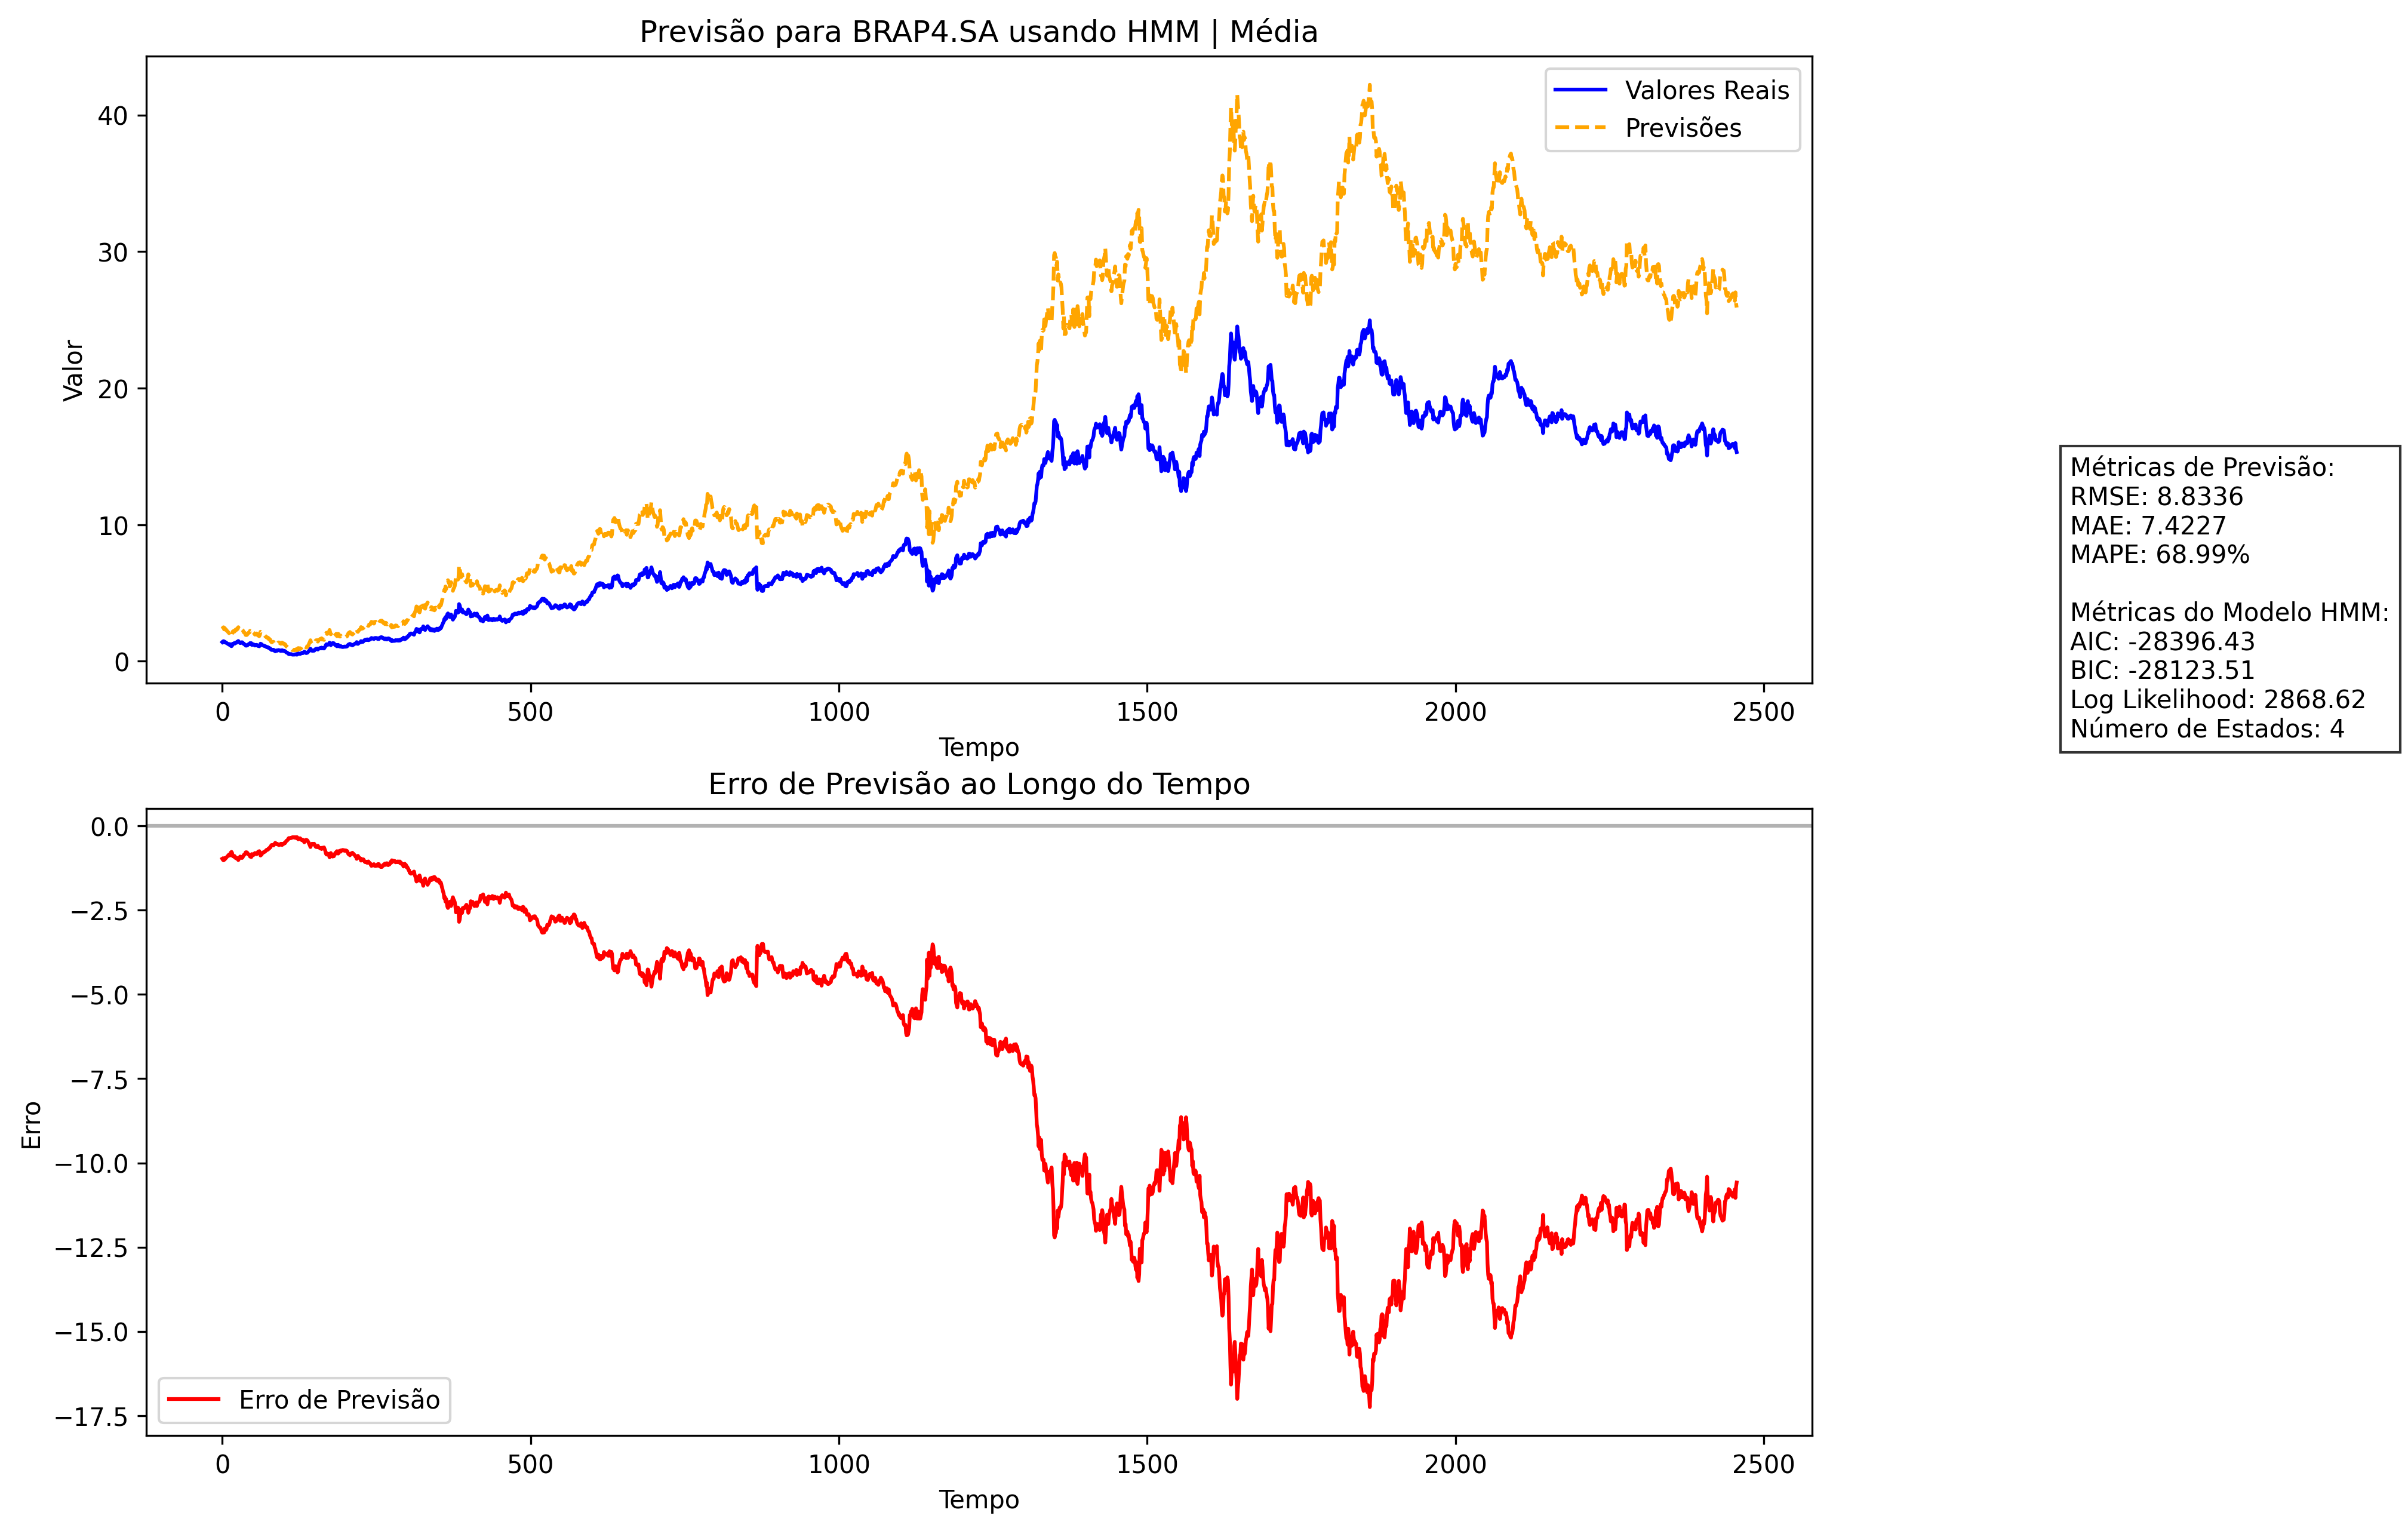 Previsão para BRAP4.SA usando HMM | Média
Valores Reais
Previsões
Valor
40
30
20
10
0
0
500
1000
1500
2000
2500
Tempo
Métricas de Previsão:
RMSE: 8.8336
MAE: 7.4227
MAPE: 68.99%
Métricas do Modelo HMM:
AIC: -28396.43
BIC: -28123.51
Log Likelihood: 2868.62
Número de Estados: 4
Erro de Previsão ao Longo do Tempo
Erro
0.0
−2.5
−5.0
−7.5
−10.0
−12.5
−15.0
−17.5
Erro de Previsão
0
500
1000
1500
2000
2500
Tempo